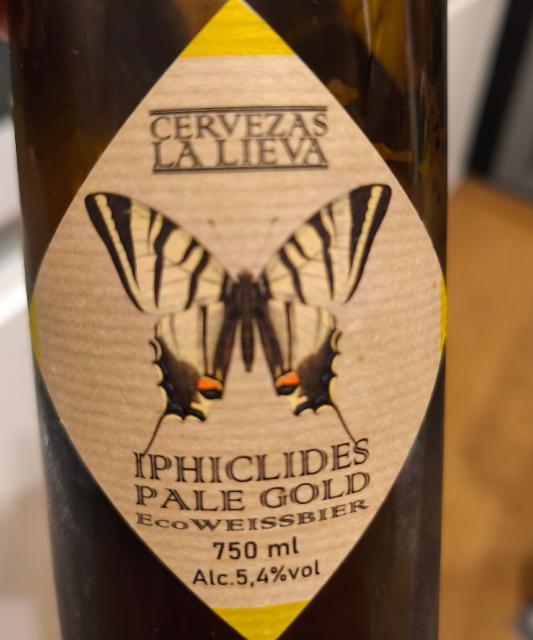 CERVEZAS
LA LIEVA
IPHICLIDES
PALE GOLD
EcoWEISSBIER
750 ml
Alc.5,4%vol